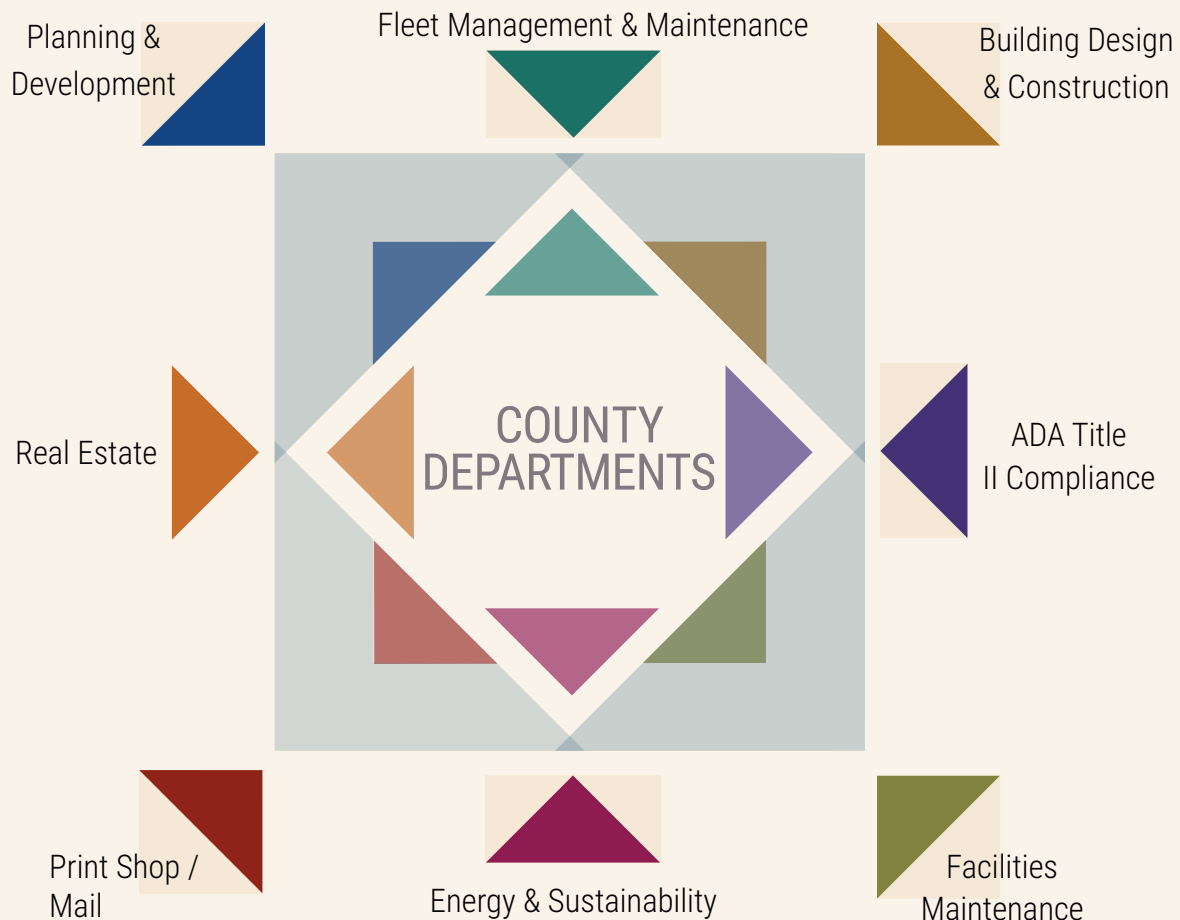 Fleet Management & Maintenance
Planning &
Development
Building Design
& Construction
Real Estate
COUNTY
DEPARTMENTS
ADA Title
II Compliance
Print Shop /
Mail
Energy & Sustainability
Facilities
Maintenance